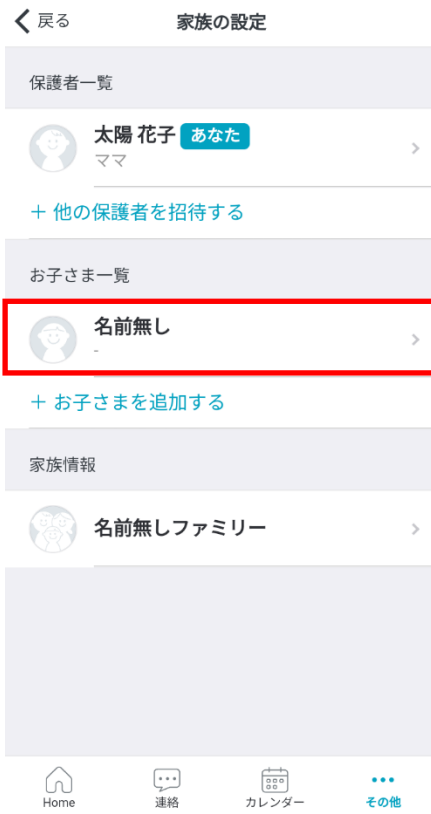 戻る 家族の設定
保護者一覧
太陽 花子 あなた
ママ
+ 他の保護者を招待する
お子さま一覧
名前無し
-
+ お子さまを追加する
家族情報
名前無しファミリー
Home 連絡 カレンダー その他